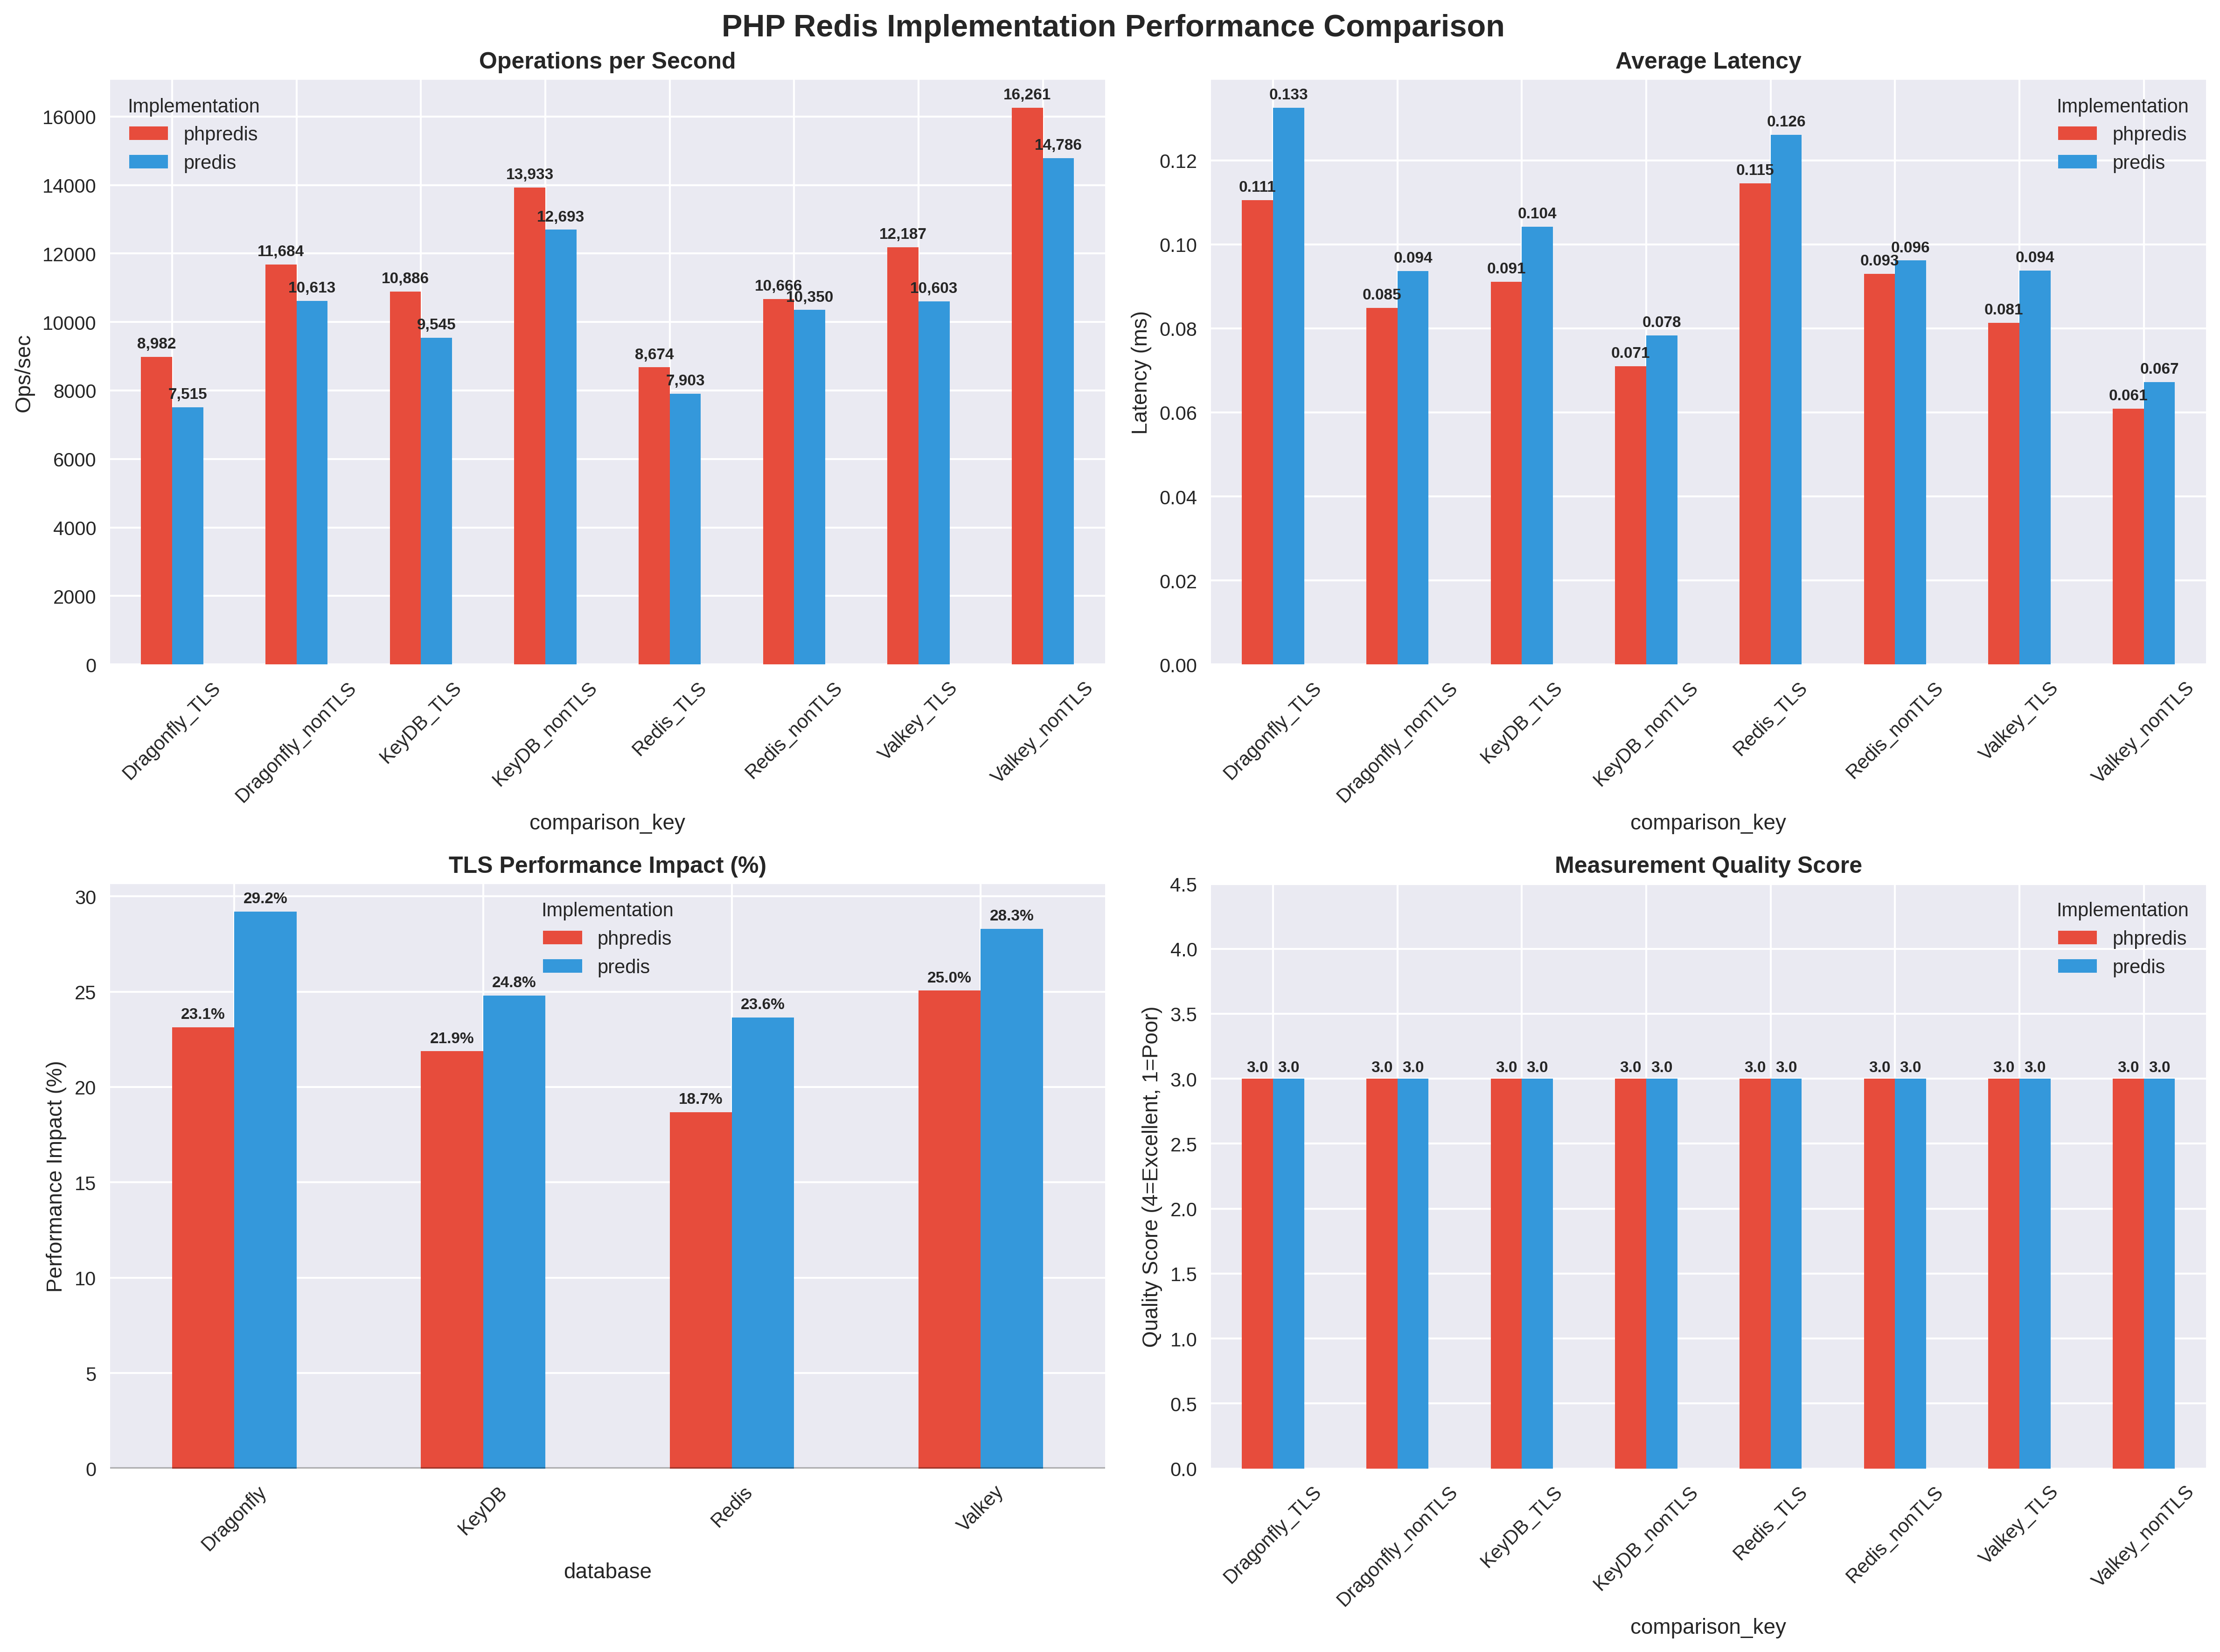 PHP Redis Implementation Performance Comparison
Operations per Second
Ops/sec
16000
14000
12000
10000
8000
6000
4000
2000
0
Implementation
phpredis
predis
8,982
7,515
11,684
10,613
10,886
9,545
13,933
12,693
8,674
7,903
10,666
10,350
12,187
10,603
16,261
14,786
Dragonfly_TLS
Dragonfly_nonTLS
KeyDB_TLS
KeyDB_nonTLS
Redis_TLS
Redis_nonTLS
Valkey_TLS
Valkey_nonTLS
comparison_key
Average Latency
Latency (ms)
0.12
0.10
0.08
0.06
0.04
0.02
0.00
Implementation
phpredis
predis
0.111
0.133
0.085
0.094
0.091
0.104
0.071
0.078
0.115
0.126
0.093
0.096
0.081
0.094
0.061
0.067
Dragonfly_TLS
Dragonfly_nonTLS
KeyDB_TLS
KeyDB_nonTLS
Redis_TLS
Redis_nonTLS
Valkey_TLS
Valkey_nonTLS
comparison_key
TLS Performance Impact (%)
Performance Impact (%)
30
25
20
15
10
5
0
Implementation
phpredis
predis
23.1%
29.2%
21.9%
24.8%
18.7%
23.6%
25.0%
28.3%
Dragonfly
KeyDB
Redis
Valkey
database
Measurement Quality Score
Quality Score (4=Excellent, 1=Poor)
4.5
4.0
3.5
3.0
2.5
2.0
1.5
1.0
0.5
0.0
Implementation
phpredis
predis
3.0 3.0
3.0 3.0
3.0 3.0
3.0 3.0
3.0 3.0
3.0 3.0
3.0 3.0
3.0 3.0
Dragonfly_TLS
Dragonfly_nonTLS
KeyDB_TLS
KeyDB_nonTLS
Redis_TLS
Redis_nonTLS
Valkey_TLS
Valkey_nonTLS
comparison_key